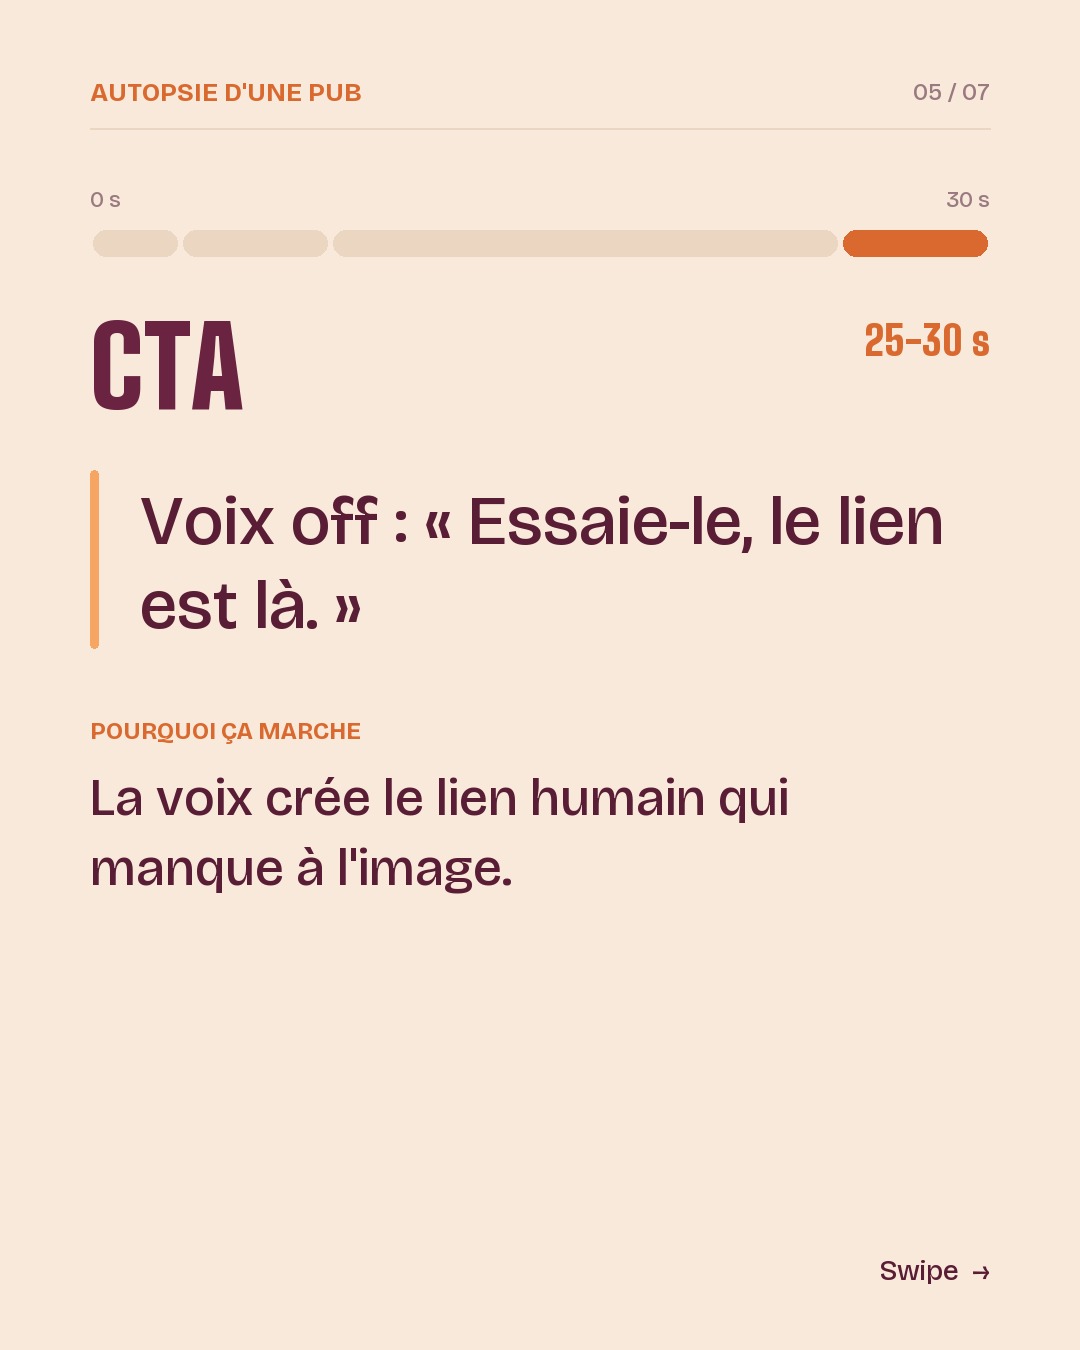 AUTOPSIE D'UNE PUB
05 / 07
0 s
30 s
CTA
25–30 s
Voix off : « Essaie-le, le lien
est là. »
POURQUOI ÇA MARCHE
La voix crée le lien humain qui
manque à l'image.
Swipe →